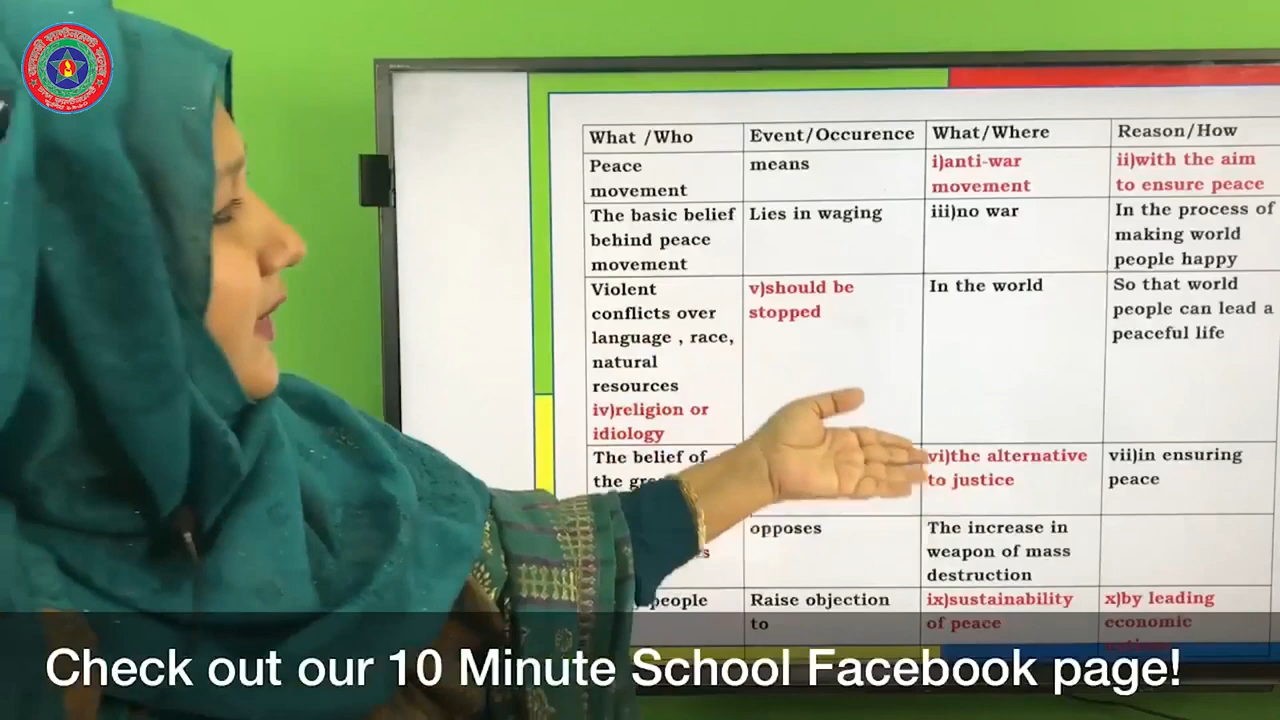 What /Who
Event/Occurence
What/Where
Reason/How
Peace
movement
means
i)anti-war
movement
ii)with the aim
to ensure peace
The basic belief
behind peace
movement
Lies in waging
iii)no war
In the process of
making world
people happy
Violent
conflicts over
language , race,
natural
resources
iv)religion or
idiology
v)should be
stopped
In the world
So that world
people can lead a
peaceful life
The belief of
the
vi)the alternative
to justice
vii)in ensuring
peace
opposes
The increase in
weapon of mass
destruction
people
Raise objection
to
ix)sustainability
of peace
x)by leading
economic
Check out our 10 Minute School Facebook page!